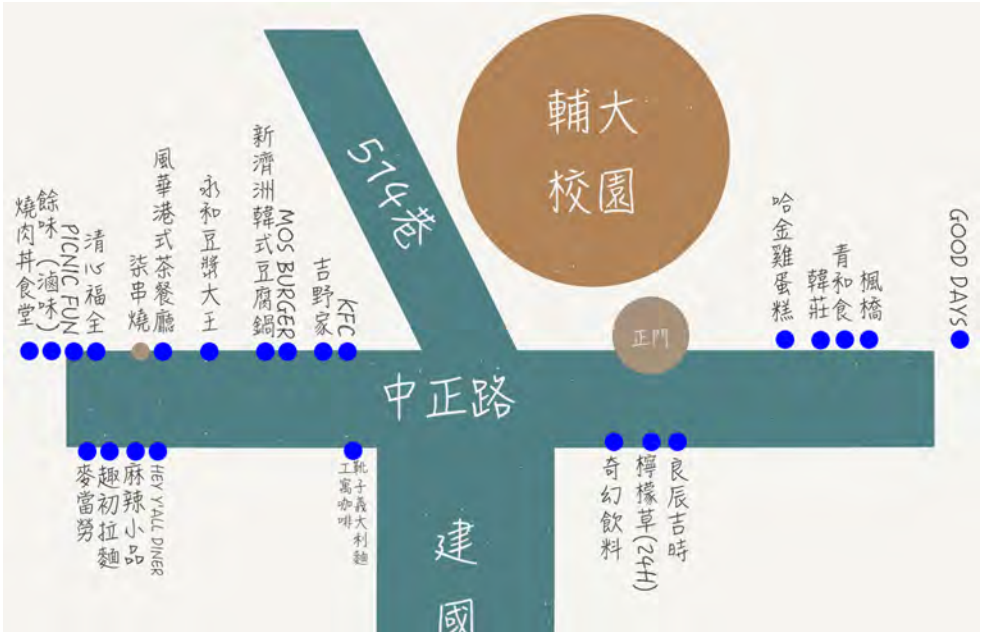 輔大
校園
514巷
燒肉丼食堂
餘味（滷味）
PICNIC FUN
清心福全
柒串燒
風華港式茶餐廳
永和豆漿大王
新濟洲韓式豆腐鍋
MOS BURGER
吉野家
KFC
正門
哈金雞蛋糕
韓莊
青和食
楓橋
GOOD DAYS
中正路
麥當勞
趣初拉麵
麻辣小品
HEY Y'ALL DINER
工寓咖啡
靴子義大利麵
奇幻飲料
檸檬草(24H)
良辰吉時
建國